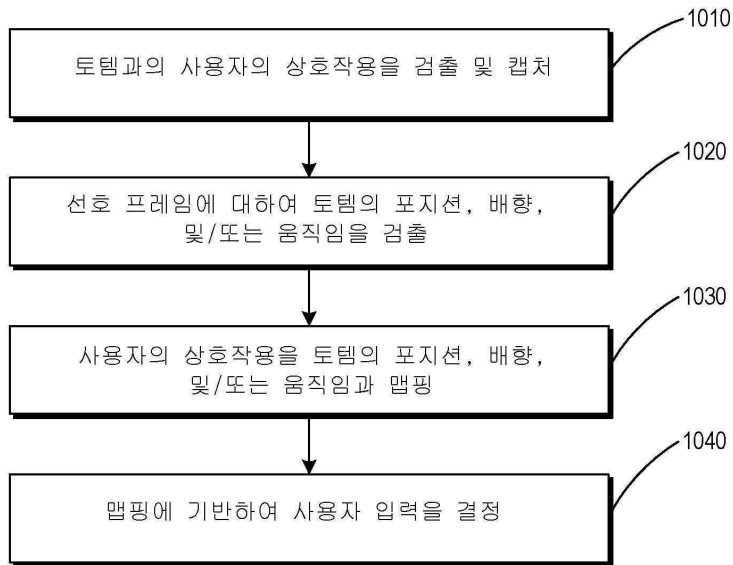 1010
토템과의 사용자의 상호작용을 검출 및 캡처
1020
선호 프레임에 대하여 토템의 포지션, 배향,
및/또는 움직임을 검출
1030
사용자의 상호작용을 토템의 포지션, 배향,
및/또는 움직임과 맵핑
1040
맵핑에 기반하여 사용자 입력을 결정